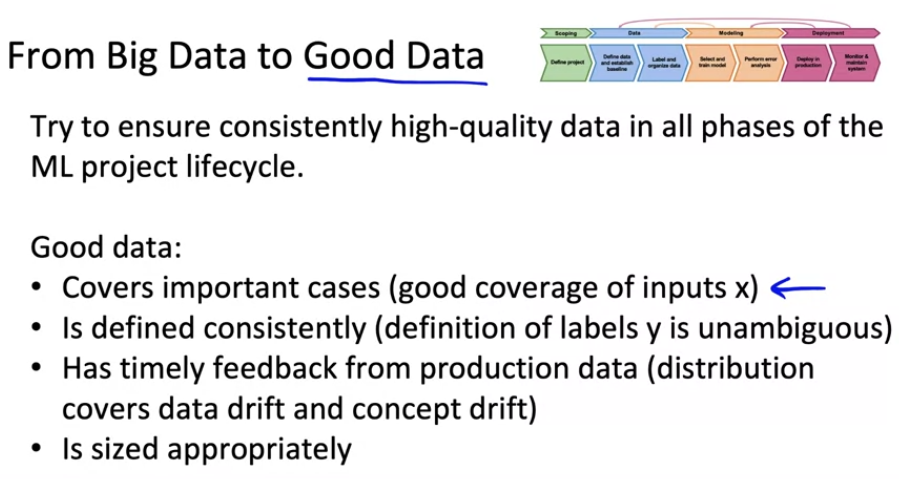 From Big Data to Good Data
Scoping
Data
Modeling
Deployment
Define project
Define data
and establish
baseline
Label and
organize data
Select and
train model
Perform error
analysis
Deploy in
production
Monitor &
maintain
system
Try to ensure consistently high-quality data in all phases of the
ML project lifecycle.
Good data:
• Covers important cases (good coverage of inputs x)
• Is defined consistently (definition of labels y is unambiguous)
• Has timely feedback from production data (distribution
covers data drift and concept drift)
• Is sized appropriately